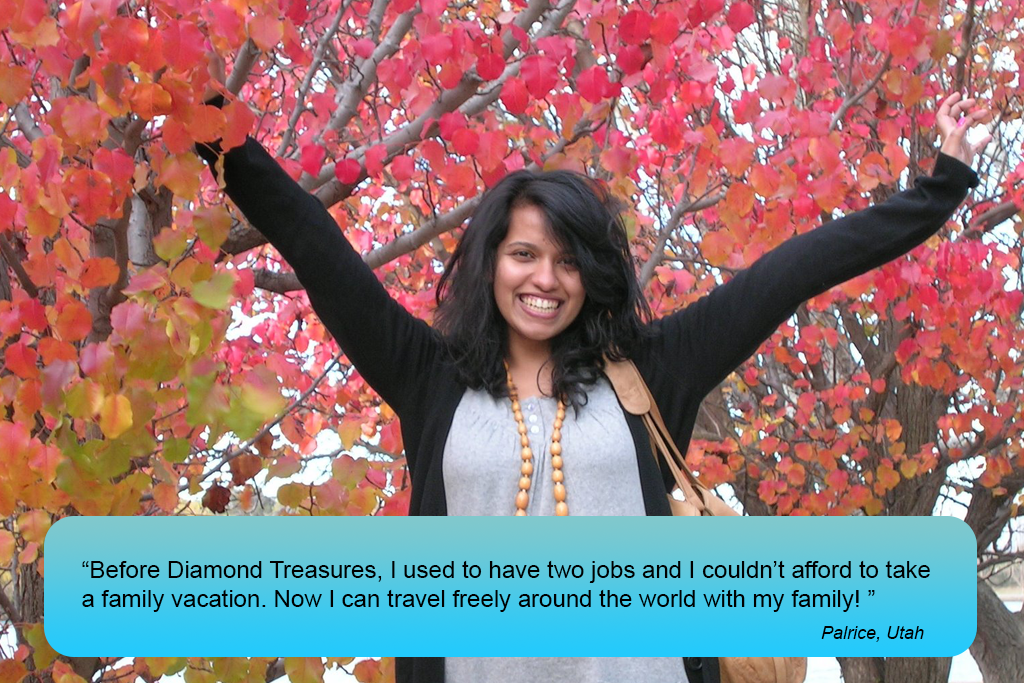 “Before Diamond Treasures, I used to have two jobs and I couldn’t afford to take
a family vacation. Now I can travel freely around the world with my family! ”
Palrice, Utah